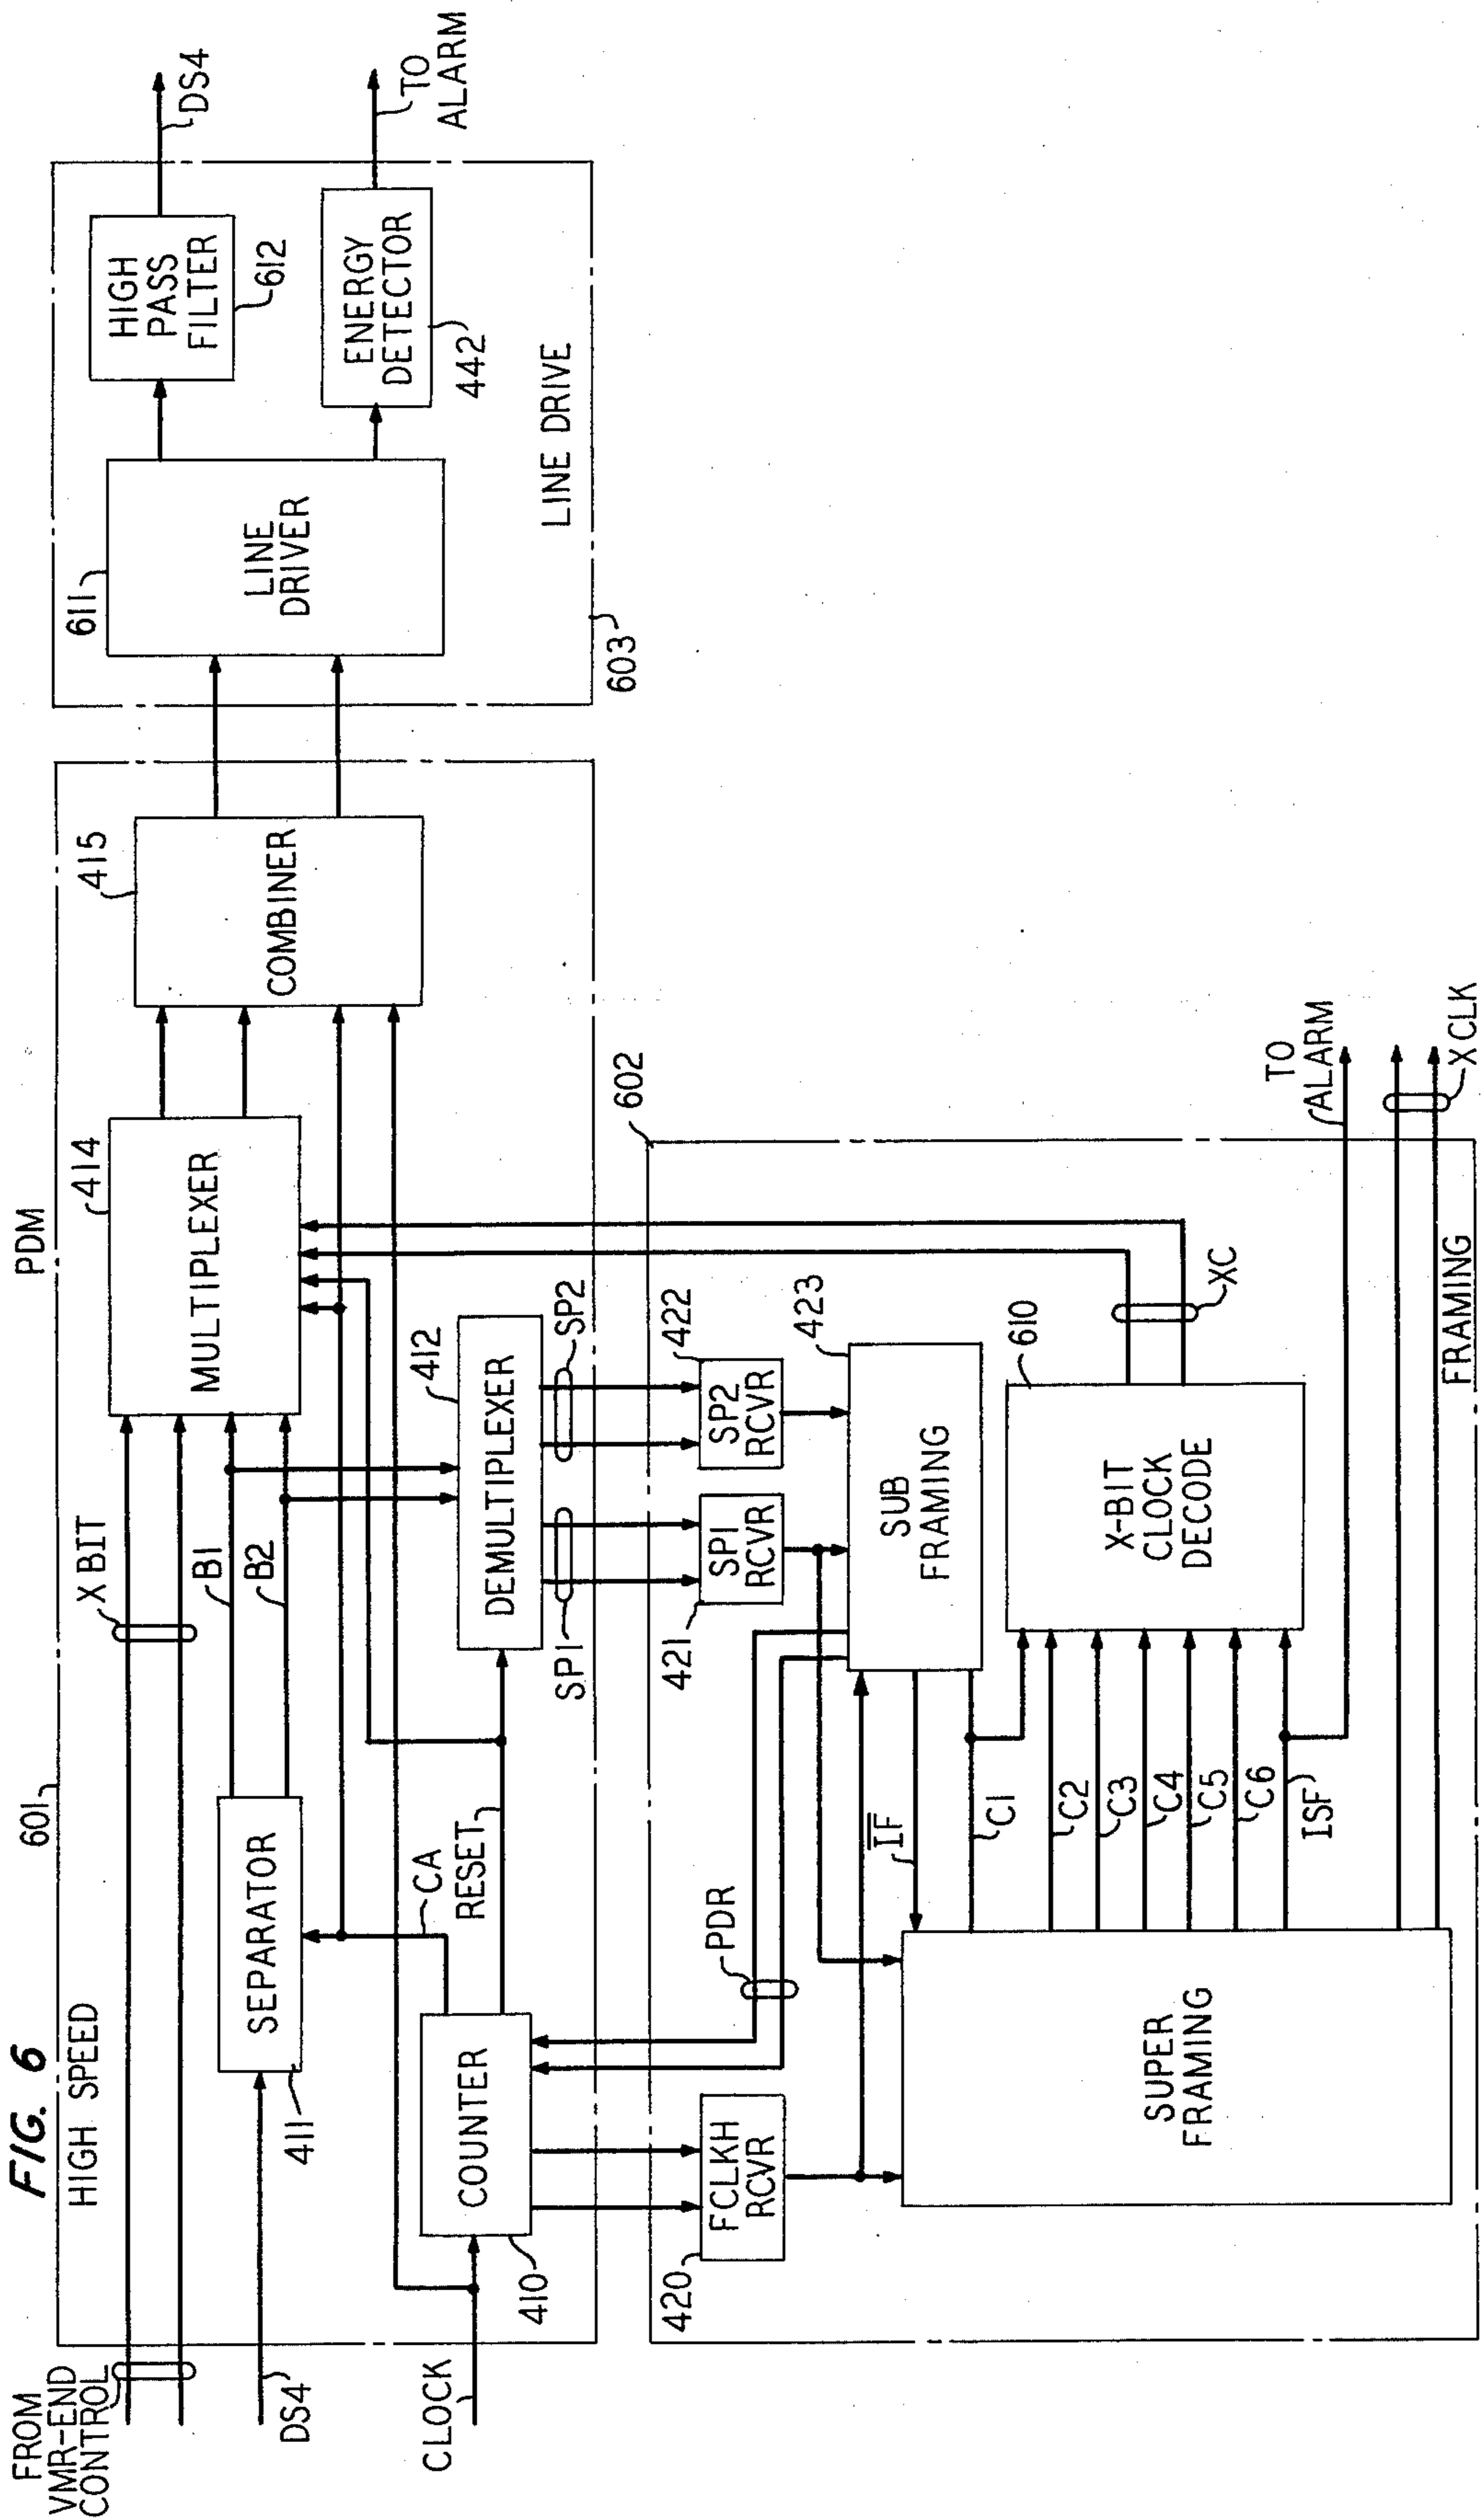 FIG. 6
PDM
FROM
VMR-END
CONTROL
HIGH SPEED
601
X BIT
DS4
SEPARATOR
411
B1
B2
MULTIPLEXER
414
COMBINER
415
CLOCK
COUNTER
410
CA
RESET
DEMULTIPLEXER
412
SP1
SP2
611
LINE
DRIVER
HIGH
PASS
FILTER
612
DS4
ENERGY
DETECTOR
442
TO
ALARM
LINE DRIVE
603
602
420
FCLKH
RCVR
PDR
421
SP1
RCVR
422
SP2
RCVR
423
SUB
FRAMING
IF
SUPER
FRAMING
C1
C2
C3
C4
C5
C6
ISF
X-BIT
CLOCK
DECODE
610
XC
TO
ALARM
XCLK
FRAMING